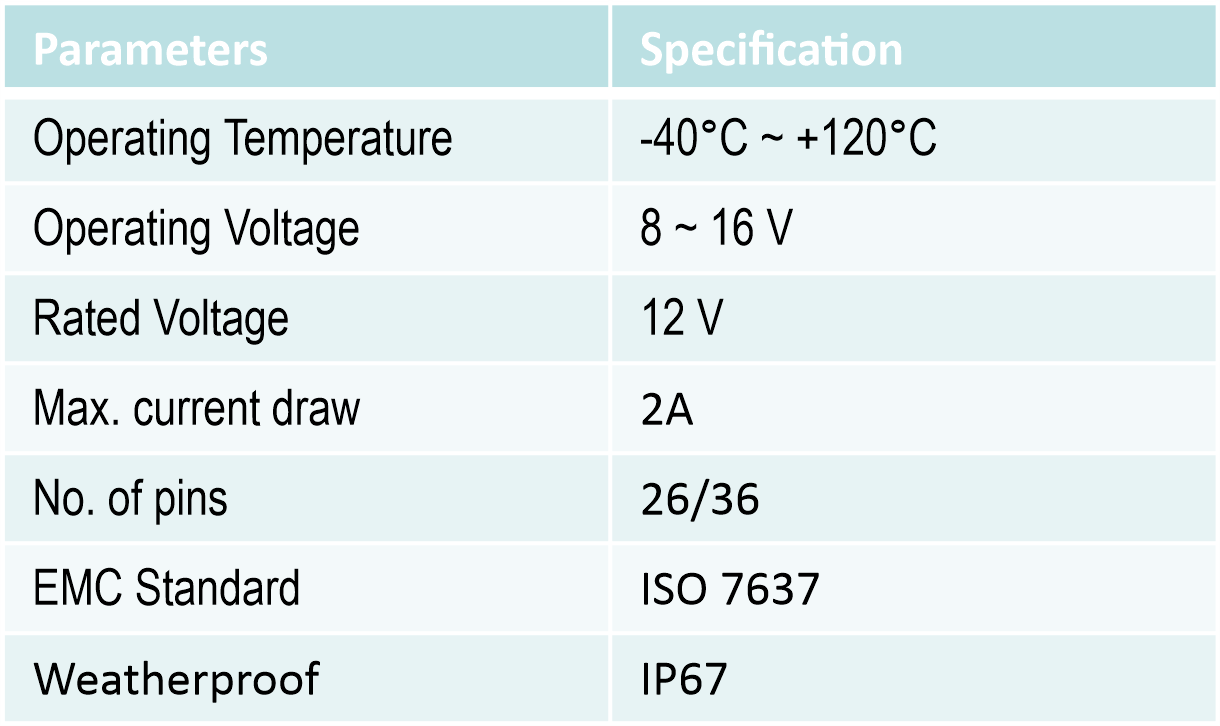 Parameters Specification
Operating Temperature -40°C ~ +120°C
Operating Voltage 8 ~ 16 V
Rated Voltage 12 V
Max. current draw 2A
No. of pins 26/36
EMC Standard ISO 7637
Weatherproof IP67